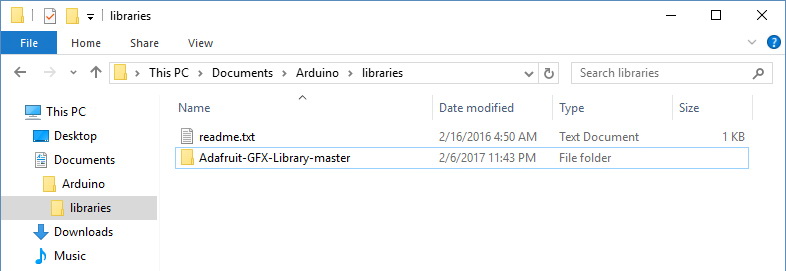 libraries
File Home Share View
This PC Documents Arduino libraries Search libraries
This PC
Desktop
Documents
Arduino
libraries
Downloads
Music
Name Date modified Type Size
readme.txt 2/16/2016 4:50 AM Text Document 1 KB
Adafruit-GFX-Library-master 2/6/2017 11:43 PM File folder